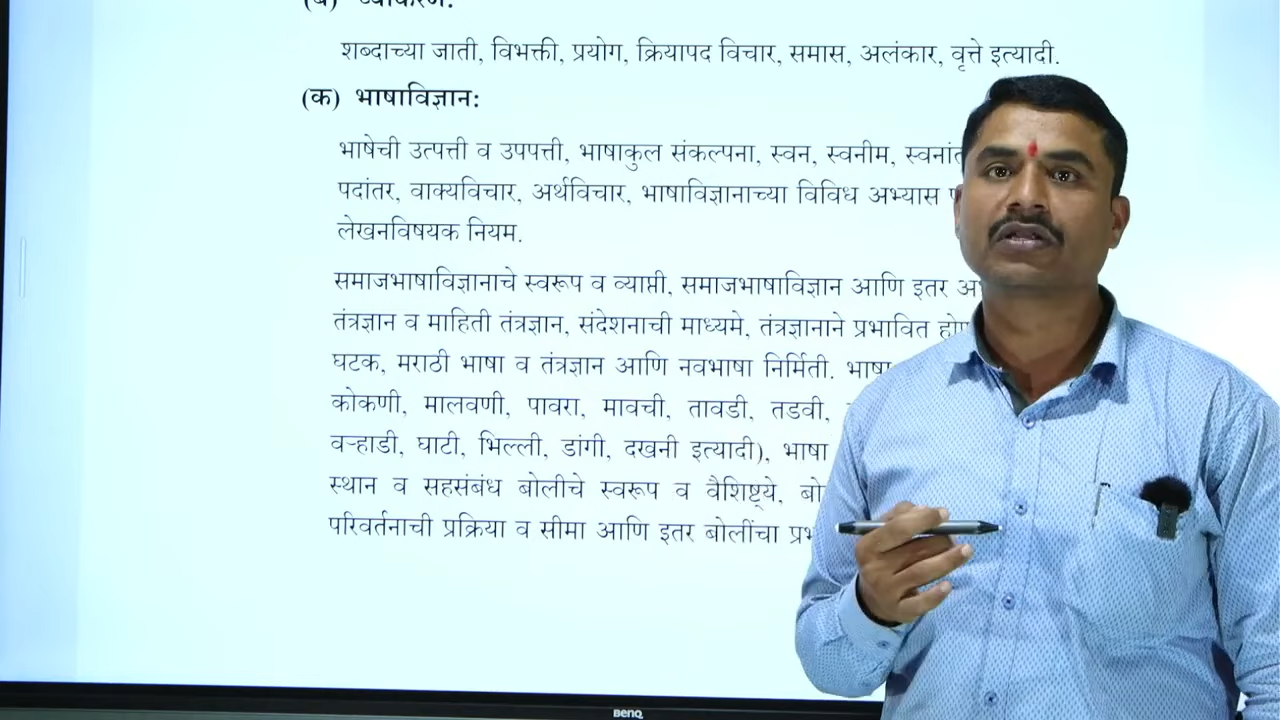 (ब) व्याकरण:
शब्दाच्या जाती, विभक्ती, प्रयोग, क्रियापद विचार, समास, अलंकार, वृत्ते इत्यादी.
(क) भाषाविज्ञान:
भाषेची उत्पत्ती व उपपत्ती, भाषाकुल संकल्पना, स्वन, स्वनीम,
पदांतर, वाक्यविचार, अर्थविचार, भाषाविज्ञानाच्या विविध अभ्यास
लेखनविषयक नियम.
समाजभाषाविज्ञानाचे स्वरूप व व्याप्ती, समाजभाषाविज्ञान आणि इतर
तंत्रज्ञान व माहिती तंत्रज्ञान, संदेशनाची माध्यमे, तंत्रज्ञानाने प्रभावित
घटक, मराठी भाषा व तंत्रज्ञान आणि नवभाषा निर्मिती. भाषा
कोकणी, मालवणी, पावरा, मावची, तावडी, तडवी,
वऱ्हाडी, घाटी, भिल्ली, डांगी, दखनी इत्यादी), भाषा
स्थान व सहसंबंध बोलीचे स्वरूप व वैशिष्ट्ये,
परिवर्तनाची प्रक्रिया व सीमा आणि इतर बोलींचा
BenQ